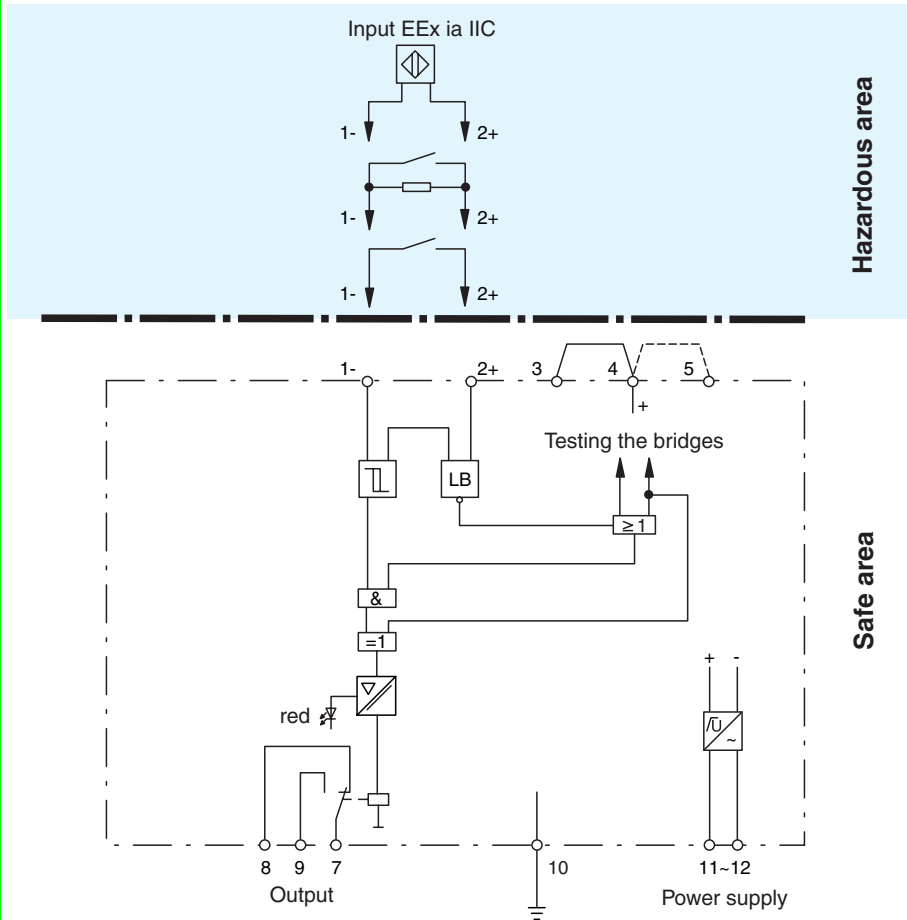 Input EEx ia IIC
1- 2+
1- 2+
1- 2+
Hazardous area
1- 2+ 3 4 5
+
Testing the bridges
LB
≥1
&
=1
Safe area
+ -
red
U
~
8 9 7 10 11~12
Output Power supply